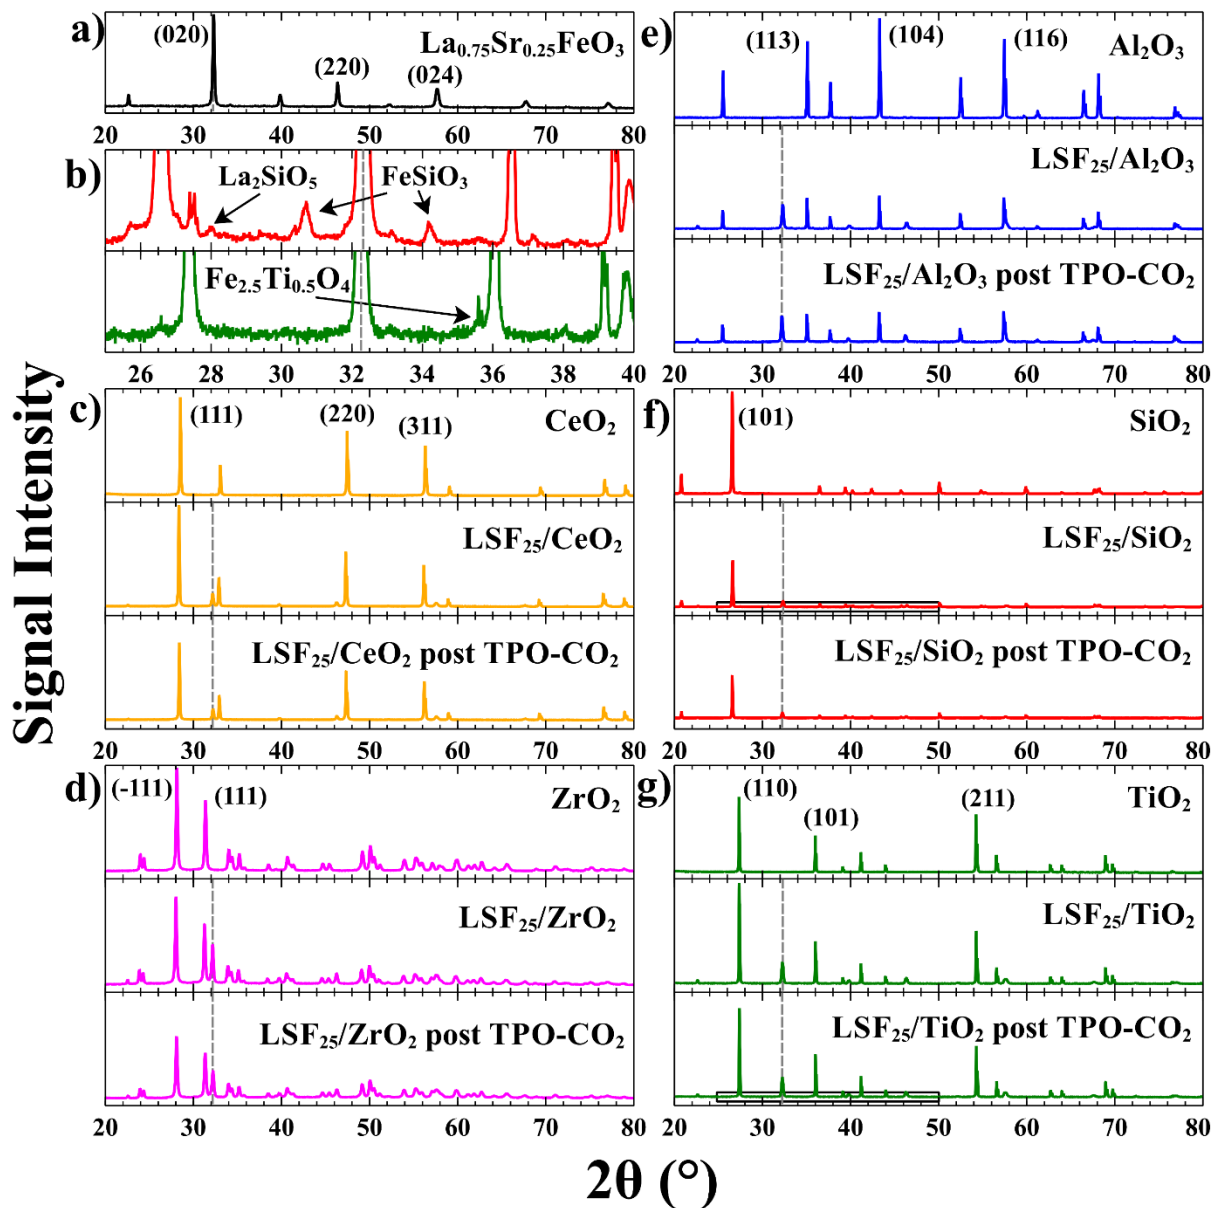 Signal Intensity
a)
(020)
(220)
(024)
La0.75Sr0.25FeO3
20 30 40 50 60 70 80
b)
La2SiO5
FeSiO3
Fe2.5Ti0.5O4
26 28 30 32 34 36 38 40
c)
(111)
(220)
(311)
CeO2
LSF25/CeO2
LSF25/CeO2 post TPO-CO2
20 30 40 50 60 70 80
d)
(-111)
(111)
ZrO2
LSF25/ZrO2
LSF25/ZrO2 post TPO-CO2
20 30 40 50 60 70 80
e)
(113)
(104)
(116)
Al2O3
LSF25/Al2O3
LSF25/Al2O3 post TPO-CO2
20 30 40 50 60 70 80
f)
(101)
SiO2
LSF25/SiO2
LSF25/SiO2 post TPO-CO2
20 30 40 50 60 70 80
g)
(110)
(101)
(211)
TiO2
LSF25/TiO2
LSF25/TiO2 post TPO-CO2
20 30 40 50 60 70 80
2θ (°)